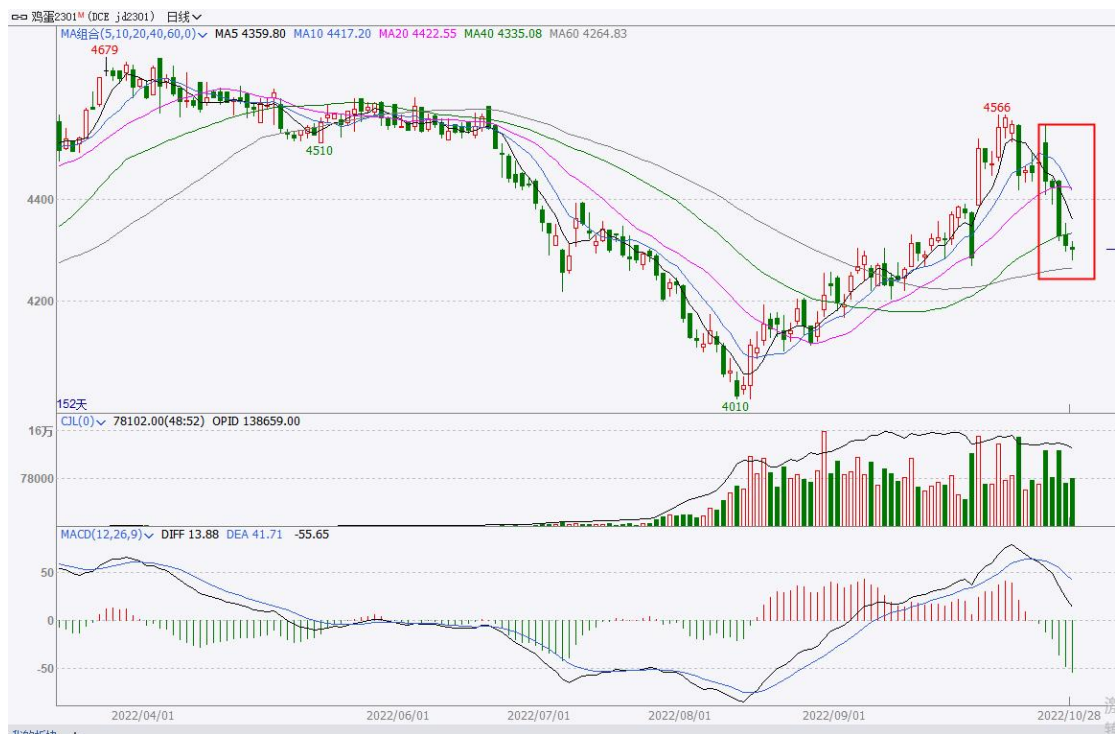 鸡蛋2301M (DCE jd2301) 日线
MA组合(5,10,20,40,60,0) MA5 4359.80 MA10 4417.20 MA20 4422.55 MA40 4335.08 MA60 4264.83
4679
4566
4510
4400
4200
4010
152天
CJL(0) 78102.00(48:52) OPID 138659.00
16万
78000
MACD(12,26,9) DIFF 13.88 DEA 41.71 -55.65
50
0
-50
2022/04/01 2022/06/01 2022/07/01 2022/08/01 2022/09/01 2022/10/28